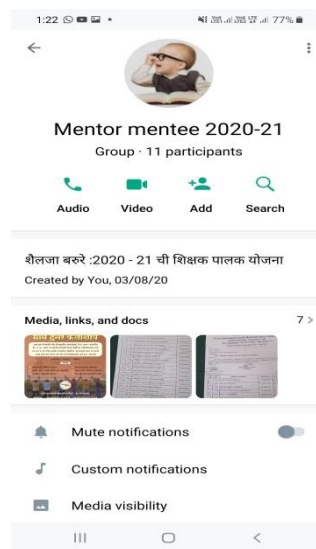 1:22
77%
Mentor mentee 2020-21
Group · 11 participants
Audio Video Add Search
शैलजा बरुरे :2020 - 21 ची शिक्षक पालक योजना
Created by You, 03/08/20
Media, links, and docs 7 >
Mute notifications
Custom notifications
Media visibility